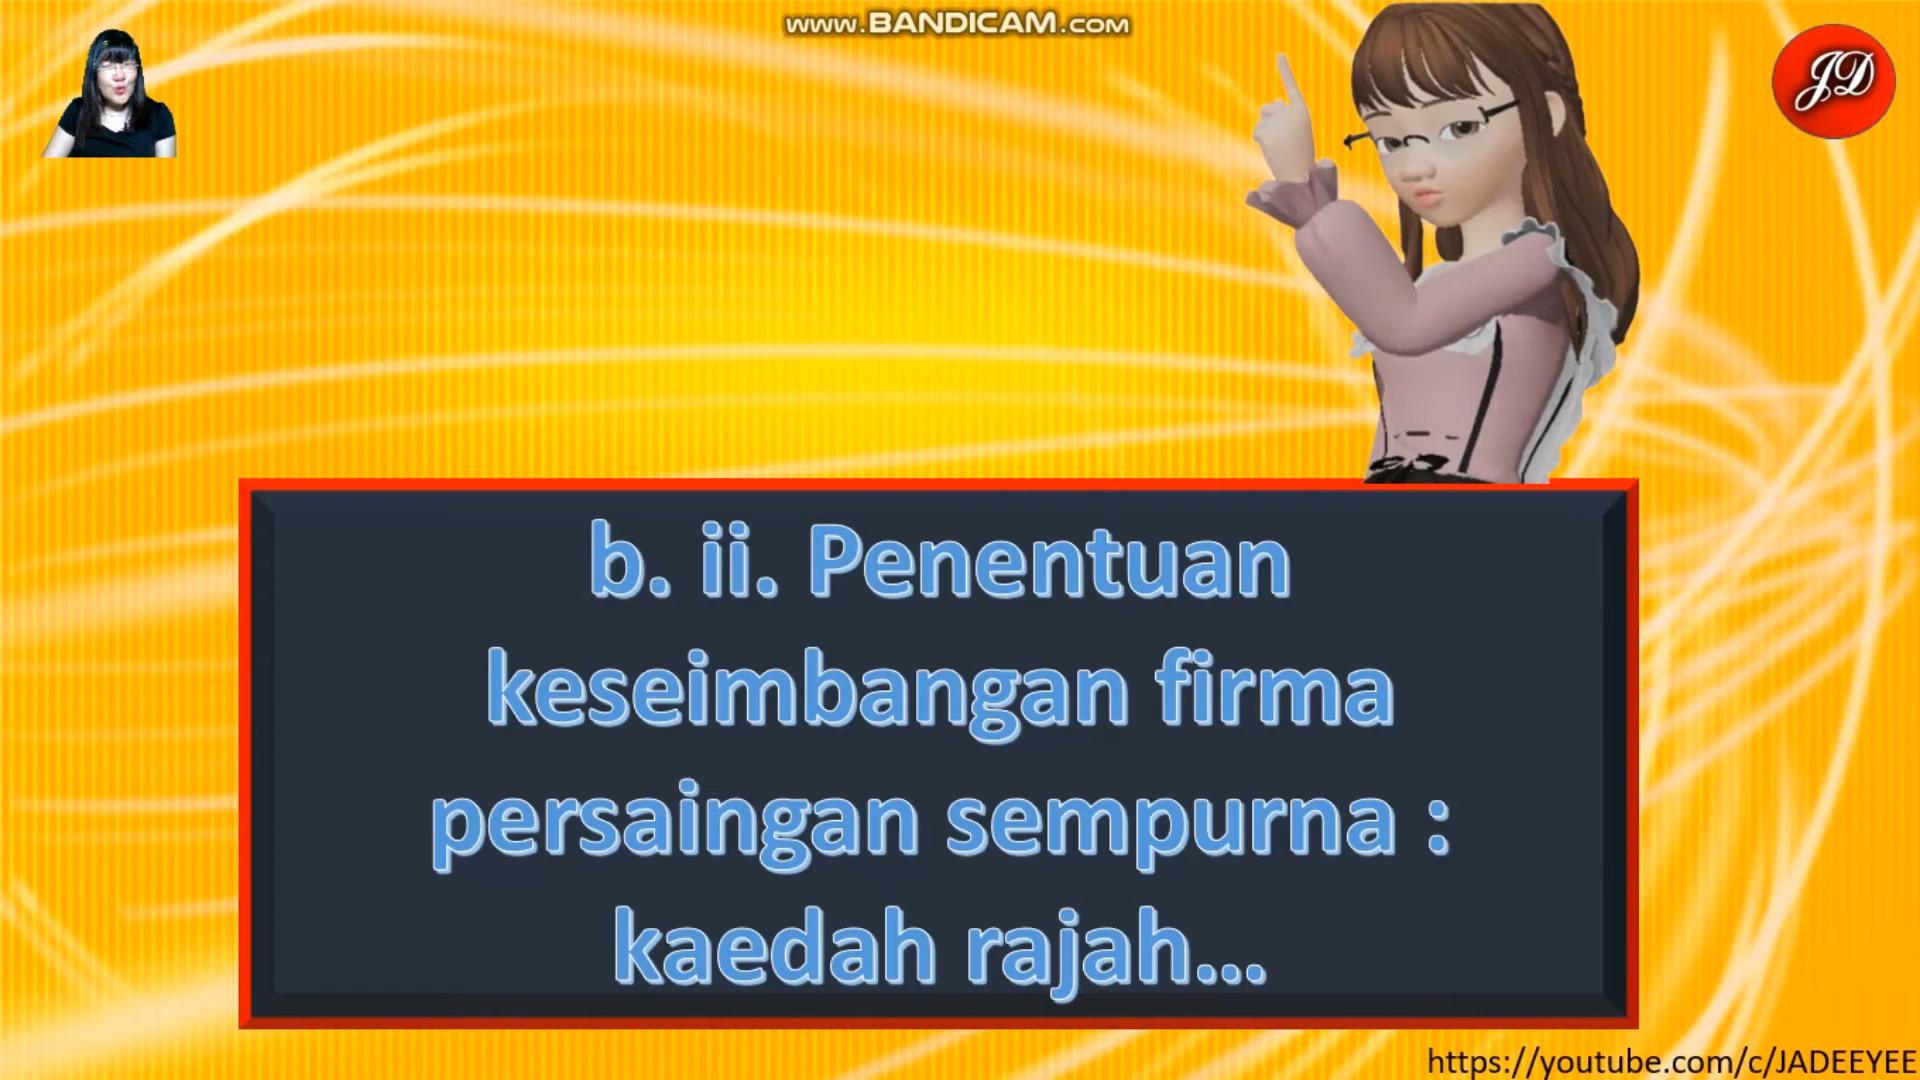 www.BANDICAM.com
JD
b. ii. Penentuan
keseimbangan firma
persaingan sempurna :
kaedah rajah...
https://youtube.com/c/JADEEYEE